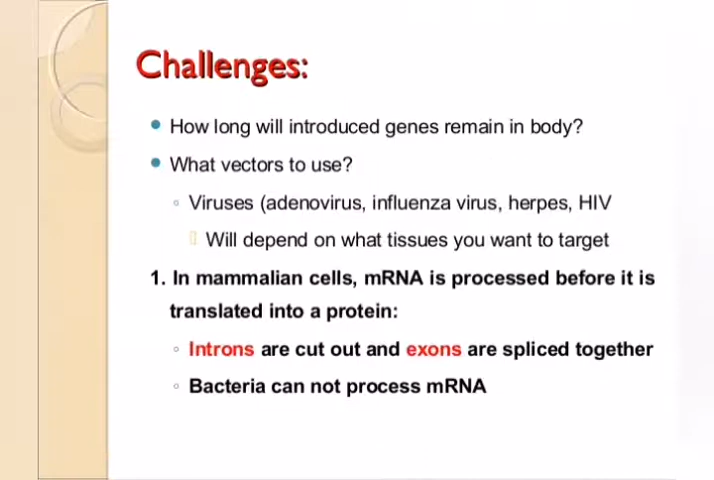 Challenges:
How long will introduced genes remain in body?
What vectors to use?
Viruses (adenovirus, influenza virus, herpes, HIV
Will depend on what tissues you want to target
1. In mammalian cells, mRNA is processed before it is
translated into a protein:
Introns are cut out and exons are spliced together
Bacteria can not process mRNA